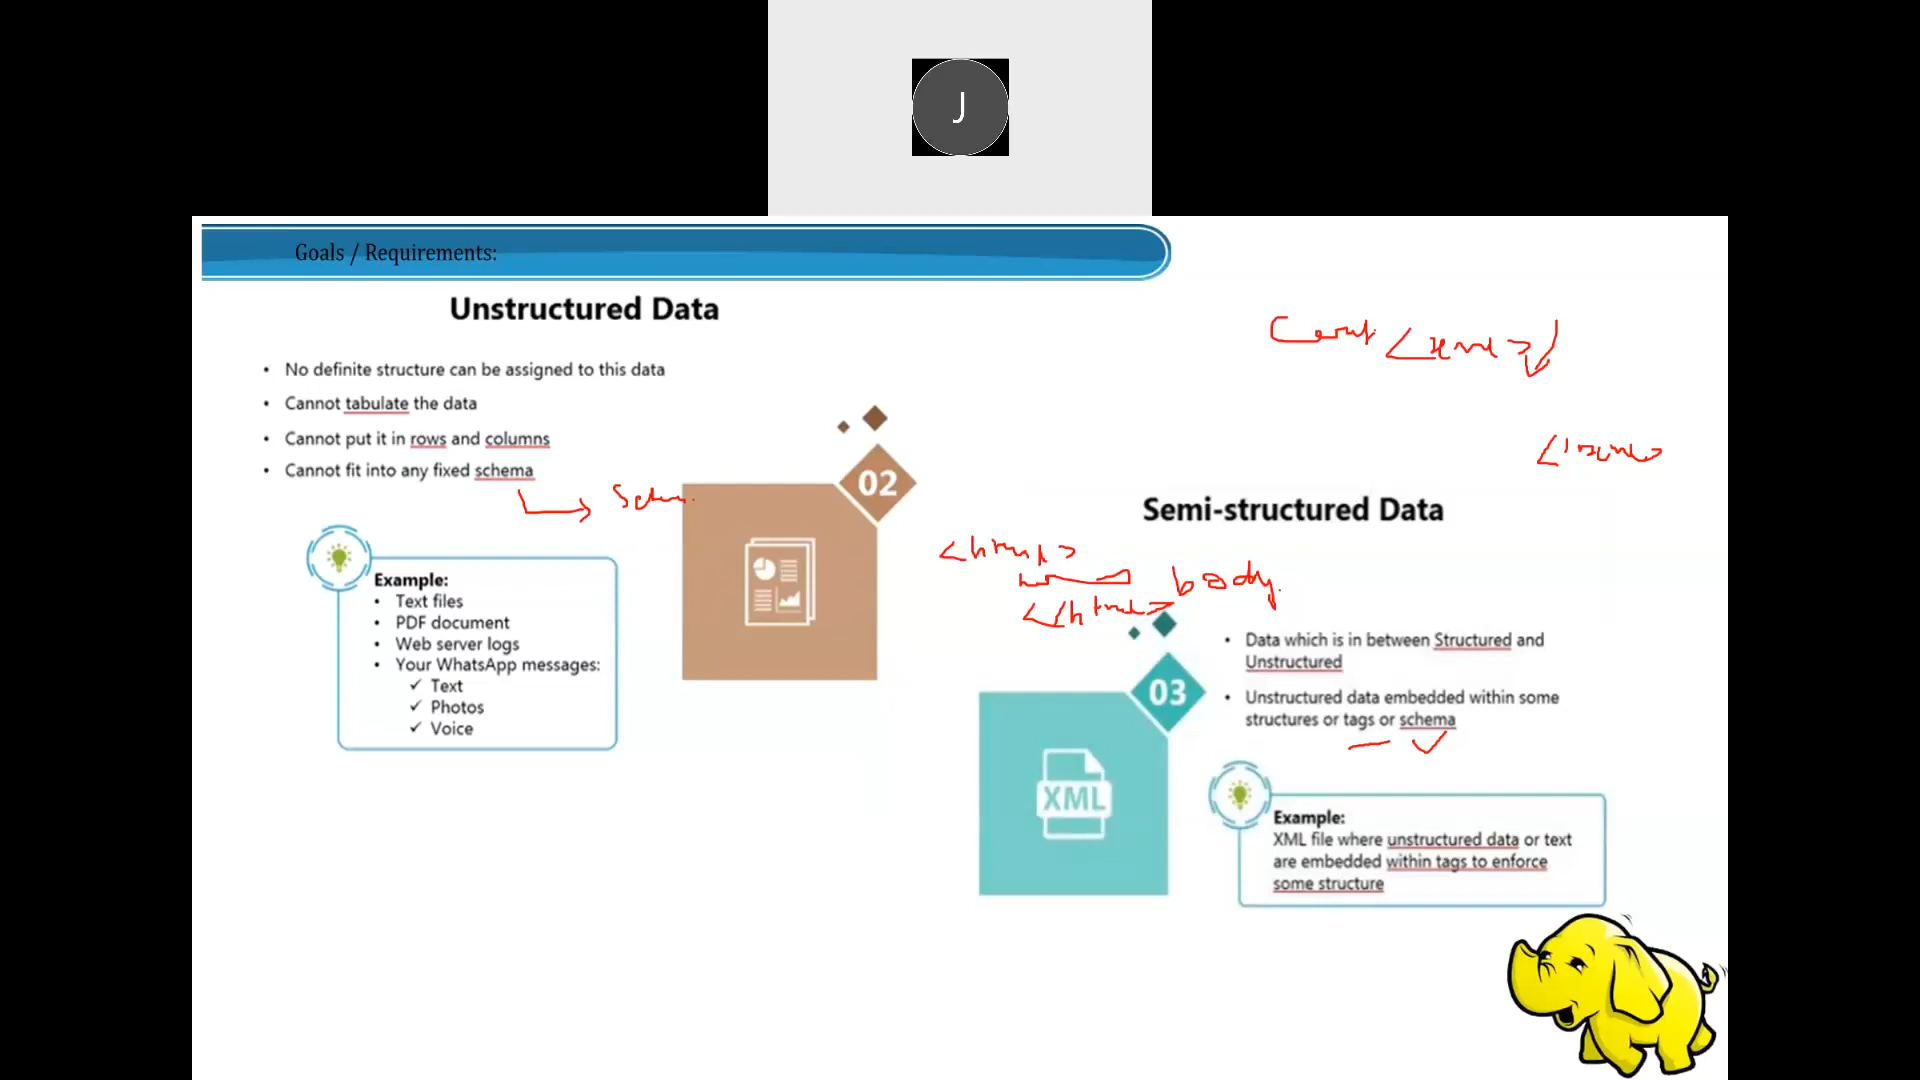 J
Goals / Requirements:
Unstructured Data
• No definite structure can be assigned to this data
• Cannot tabulate the data
• Cannot put it in rows and columns
• Cannot fit into any fixed schema
02
Example:
• Text files
• PDF document
• Web server logs
• Your WhatsApp messages:
✓ Text
✓ Photos
✓ Voice
Semi-structured Data
<html>
body
</html>
03
• Data which is in between Structured and
Unstructured
• Unstructured data embedded within some
structures or tags or schema
XML
Example:
XML file where unstructured data or text
are embedded within tags to enforce
some structure